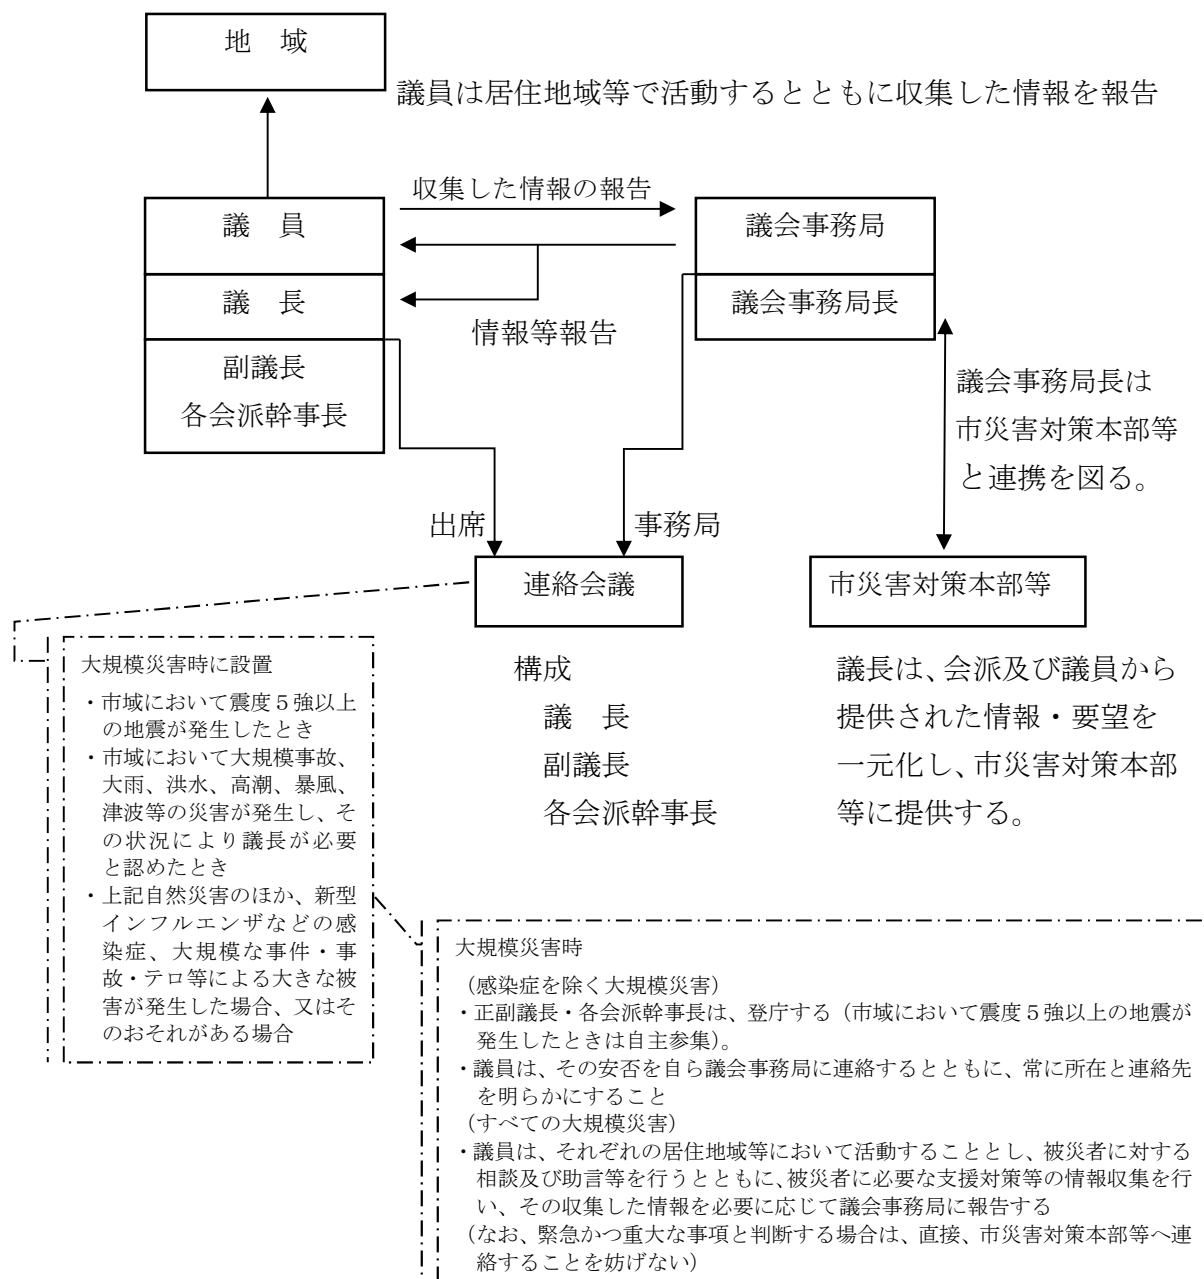 地　域
議員は居住地域等で活動するとともに収集した情報を報告
収集した情報の報告
議　員
議会事務局
議　長
議会事務局長
情報等報告
副議長
各会派幹事長
議会事務局長は
市災害対策本部等
と連携を図る。
出席
事務局
連絡会議
市災害対策本部等
構成
議　長
副議長
各会派幹事長
議長は、会派及び議員から
提供された情報・要望を
一元化し、市災害対策本部
等に提供する。
大規模災害時に設置
・市域において震度５強以上
の地震が発生したとき
・市域において大規模事故、
大雨、洪水、高潮、暴風、
津波等の災害が発生し、そ
の状況により議長が必要
と認めたとき
・上記自然災害のほか、新型
インフルエンザなどの感
染症、大規模な事件・事
故・テロ等による大きな被
害が発生した場合、又はそ
のおそれがある場合
大規模災害時
（感染症を除く大規模災害）
・正副議長・各会派幹事長は、登庁する（市域において震度５強以上の地震が
発生したときは自主参集）。
・議員は、その安否を自ら議会事務局に連絡するとともに、常に所在と連絡先
を明らかにすること
（すべての大規模災害）
・議員は、それぞれの居住地域等において活動することとし、被災者に対する
相談及び助言等を行うとともに、被災者に必要な支援対策等の情報収集を行
い、その収集した情報を必要に応じて議会事務局に報告する
（なお、緊急かつ重大な事項と判断する場合は、直接、市災害対策本部等へ連
絡することを妨げない）